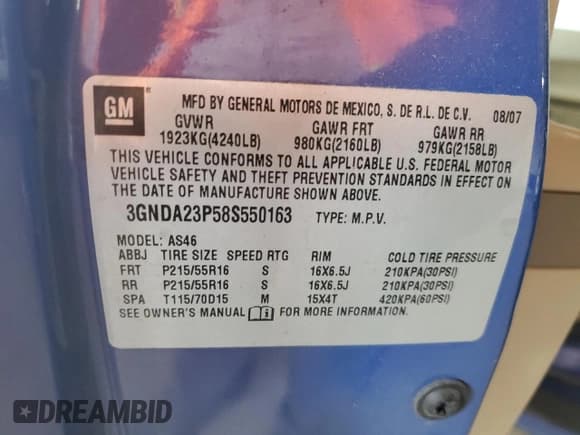 GM
MFD BY GENERAL MOTORS DE MEXICO, S. DE R.L. DE C.V. 08/07
GVWR GAWR FRT GAWR RR
1923KG(4240LB) 980KG(2160LB) 979KG(2158LB)
THIS VEHICLE CONFORMS TO ALL APPLICABLE U.S. FEDERAL MOTOR
VEHICLE SAFETY AND THEFT PREVENTION STANDARDS IN EFFECT ON
THE DATE OF MANUFACTURE SHOWN ABOVE.
3GNDA23P58S550163 TYPE: M.P.V.
MODEL: AS46
ABBJ TIRE SIZE SPEED RTG RIM COLD TIRE PRESSURE
FRT P215/55R16 S 16X6.5J 210KPA(30PSI)
RR P215/55R16 S 16X6.5J 210KPA(30PSI)
SPA T115/70D15 M 15X4T 420KPA(60PSI)
SEE OWNER'S MANUAL FOR MORE INFORMATION.
DREAMBID